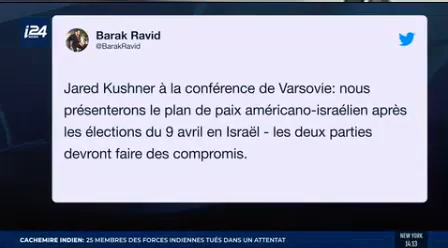 i24
NEWS
Barak Ravid
@BarakRavid
Jared Kushner à la conférence de Varsovie: nous
présenterons le plan de paix américano-israélien après
les élections du 9 avril en Israël - les deux parties
devront faire des compromis.
CACHEMIRE INDIEN: 25 MEMBRES DES FORCES INDIENNES TUÉS DANS UN ATTENTAT
NEW YORK
14:13